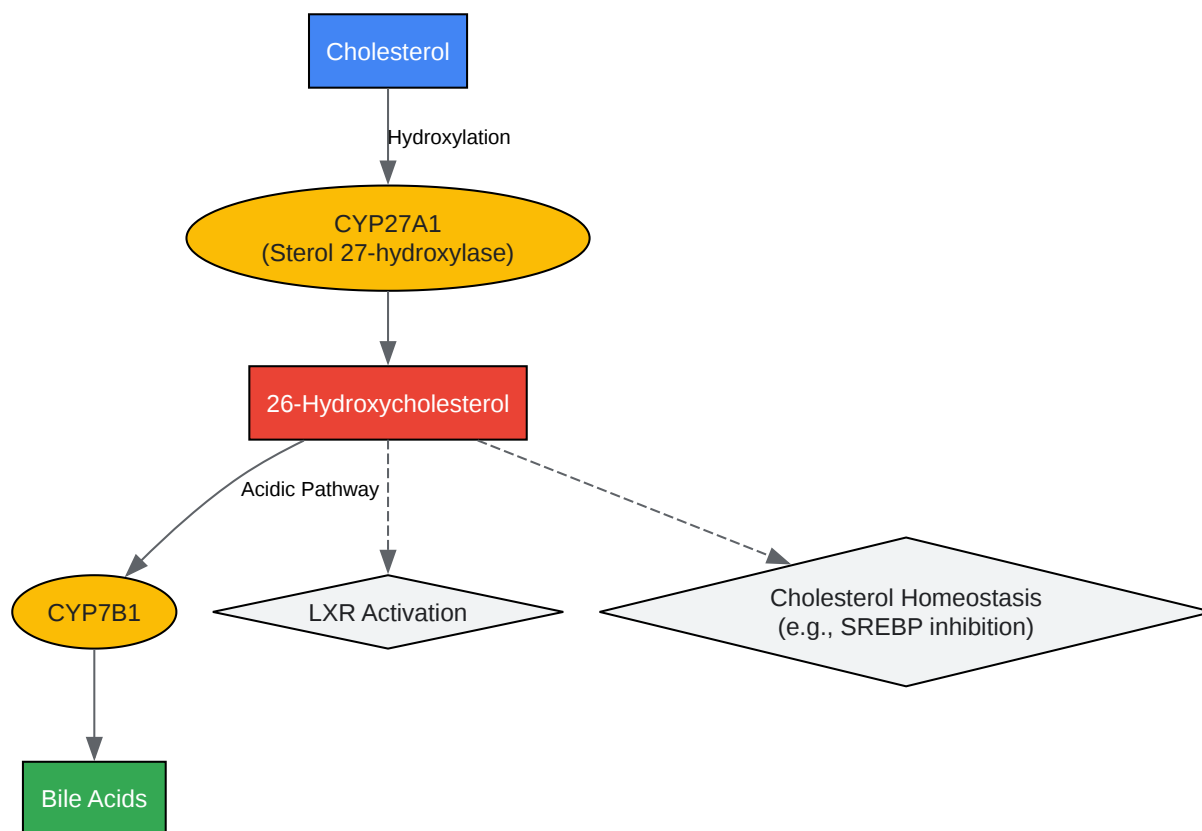 Cholesterol
Hydroxylation
CYP27A1
(Sterol 27-hydroxylase)
26-Hydroxycholesterol
Acidic Pathway
CYP7B1
LXR Activation
Cholesterol Homeostasis
(e.g., SREBP inhibition)
Bile Acids